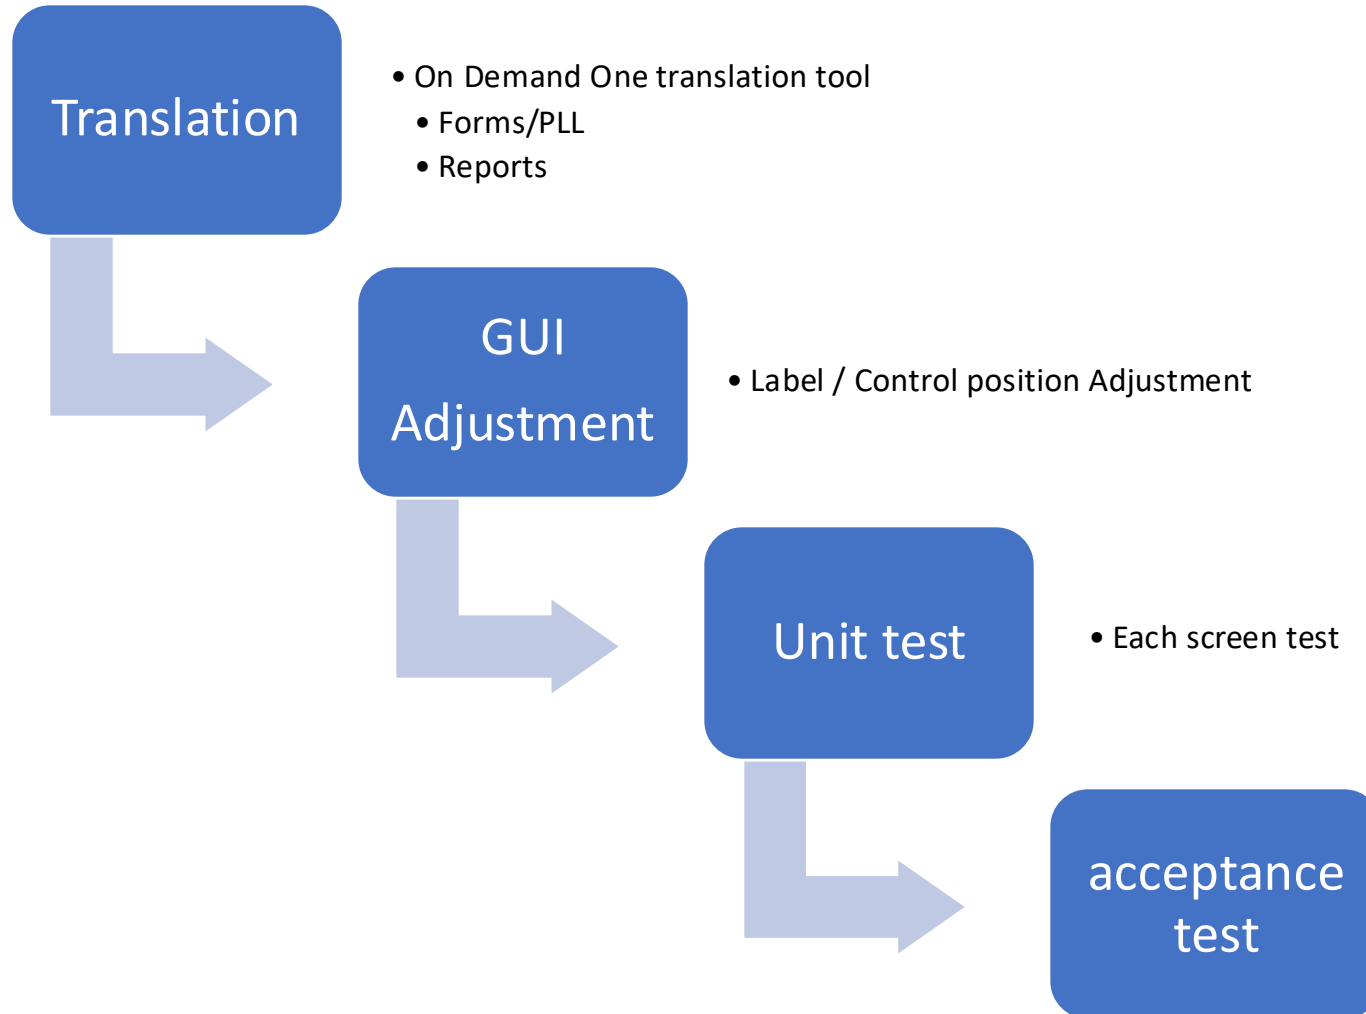 Translation
• On Demand One translation tool
• Forms/PLL
• Reports
GUI
Adjustment
• Label / Control position Adjustment
Unit test
• Each screen test
acceptance
test